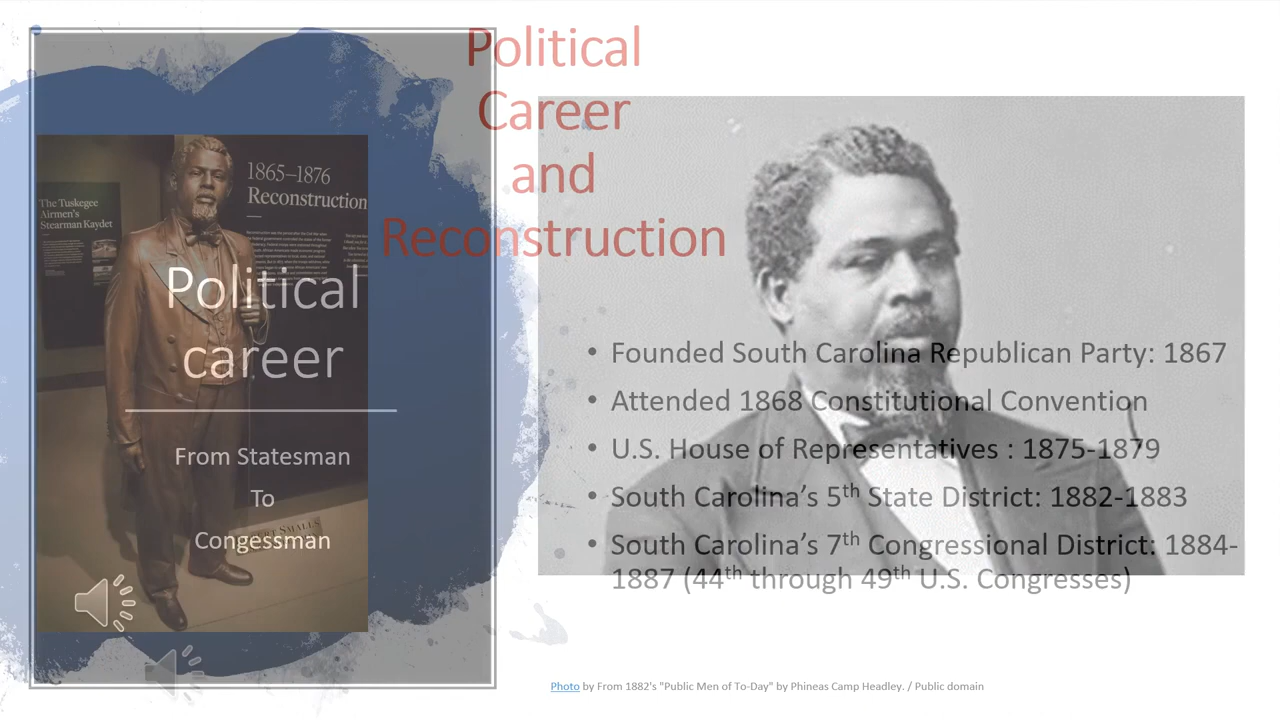 Political
Career
and
Reconstruction
1865–1876
Reconstruction
The Tuskegee
Airmen's
Stearman Kaydet
Political
career
From Statesman
To
Congessman
• Founded South Carolina Republican Party: 1867
• Attended 1868 Constitutional Convention
• U.S. House of Representatives : 1875-1879
• South Carolina's 5th State District: 1882-1883
• South Carolina's 7th Congressional District: 1884-
1887 (44th through 49th U.S. Congresses)
Photo by From 1882's "Public Men of To-Day" by Phineas Camp Headley. / Public domain